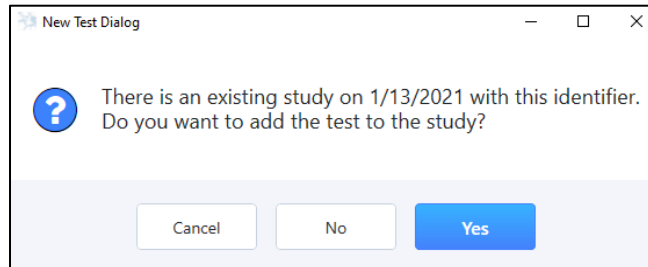 New Test Dialog
There is an existing study on 1/13/2021 with this identifier.
Do you want to add the test to the study?
Cancel No Yes